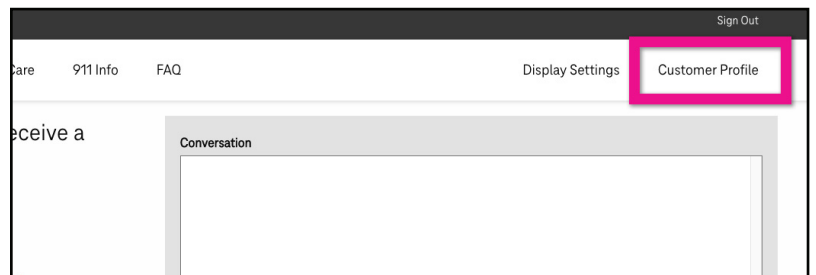 Sign Out
Care 911 Info FAQ Display Settings Customer Profile
eceive a
Conversation